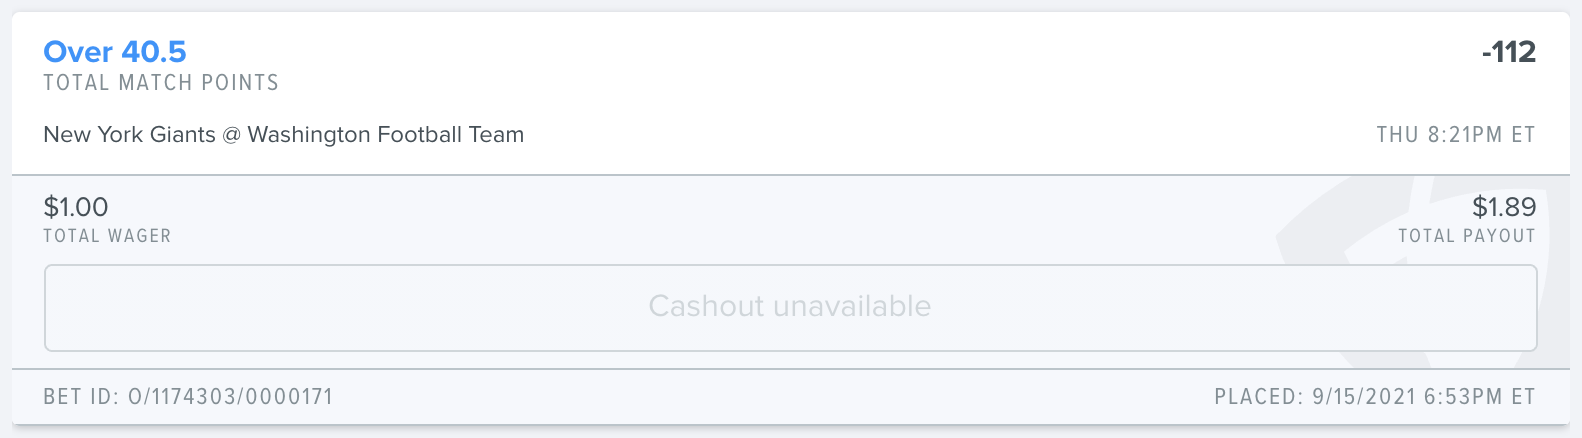 Over 40.5
-112
TOTAL MATCH POINTS
New York Giants @ Washington Football Team
THU 8:21PM ET
$1.00
$1.89
TOTAL WAGER
TOTAL PAYOUT
Cashout unavailable
BET ID: O/1174303/0000171
PLACED: 9/15/2021 6:53PM ET